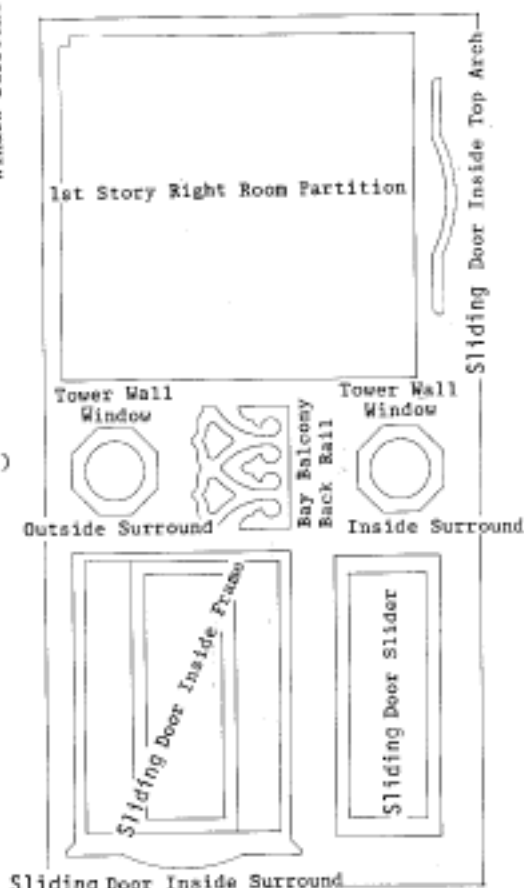 1st Story Right Room Partition
Sliding Door Inside Top Arch
Tower Wall
Window
Outside Surround
Bay Balcony
Back Rail
Tower Wall
Window
Inside Surround
Sliding Door Inside Frame
Sliding Door Slider
Sliding Door Inside Surround
)